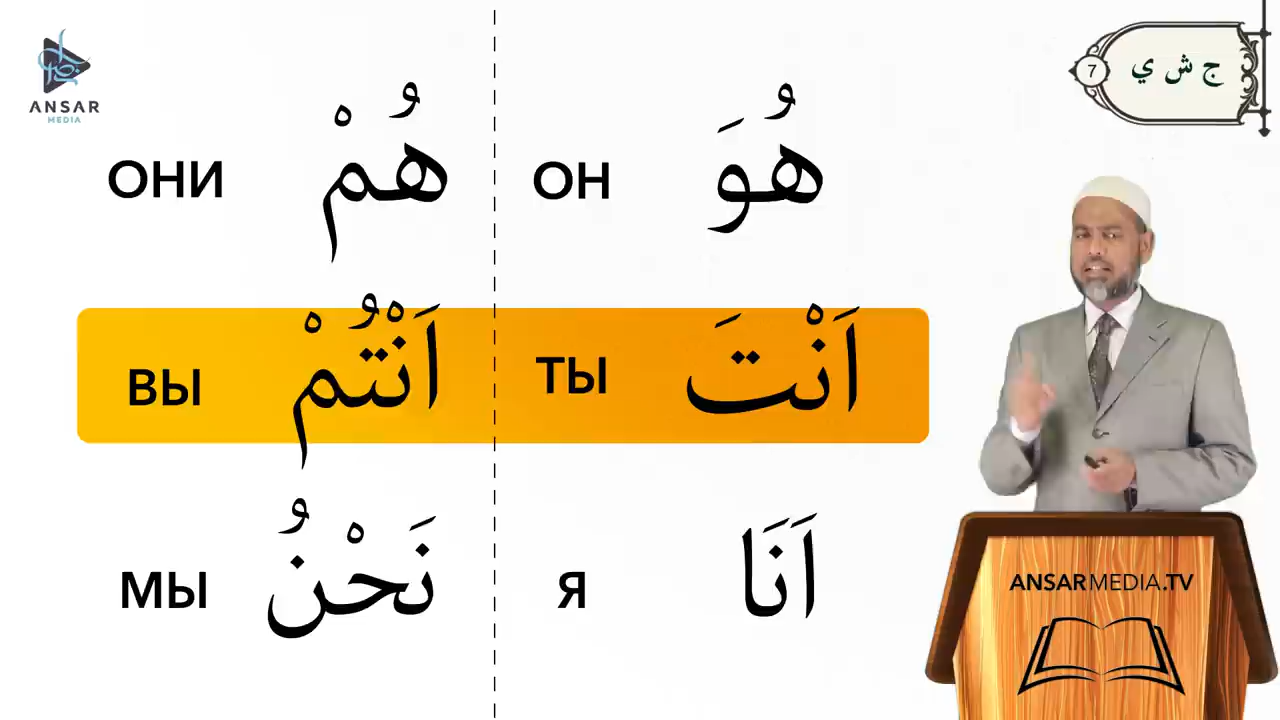 ANSAR
MEDIA
7 ج ش ي
هُوَ он هُمْ они
اَنْتَ ты اَنْتُمْ вы
اَنَا я نَحْنُ мы
ANSARMEDIA.TV